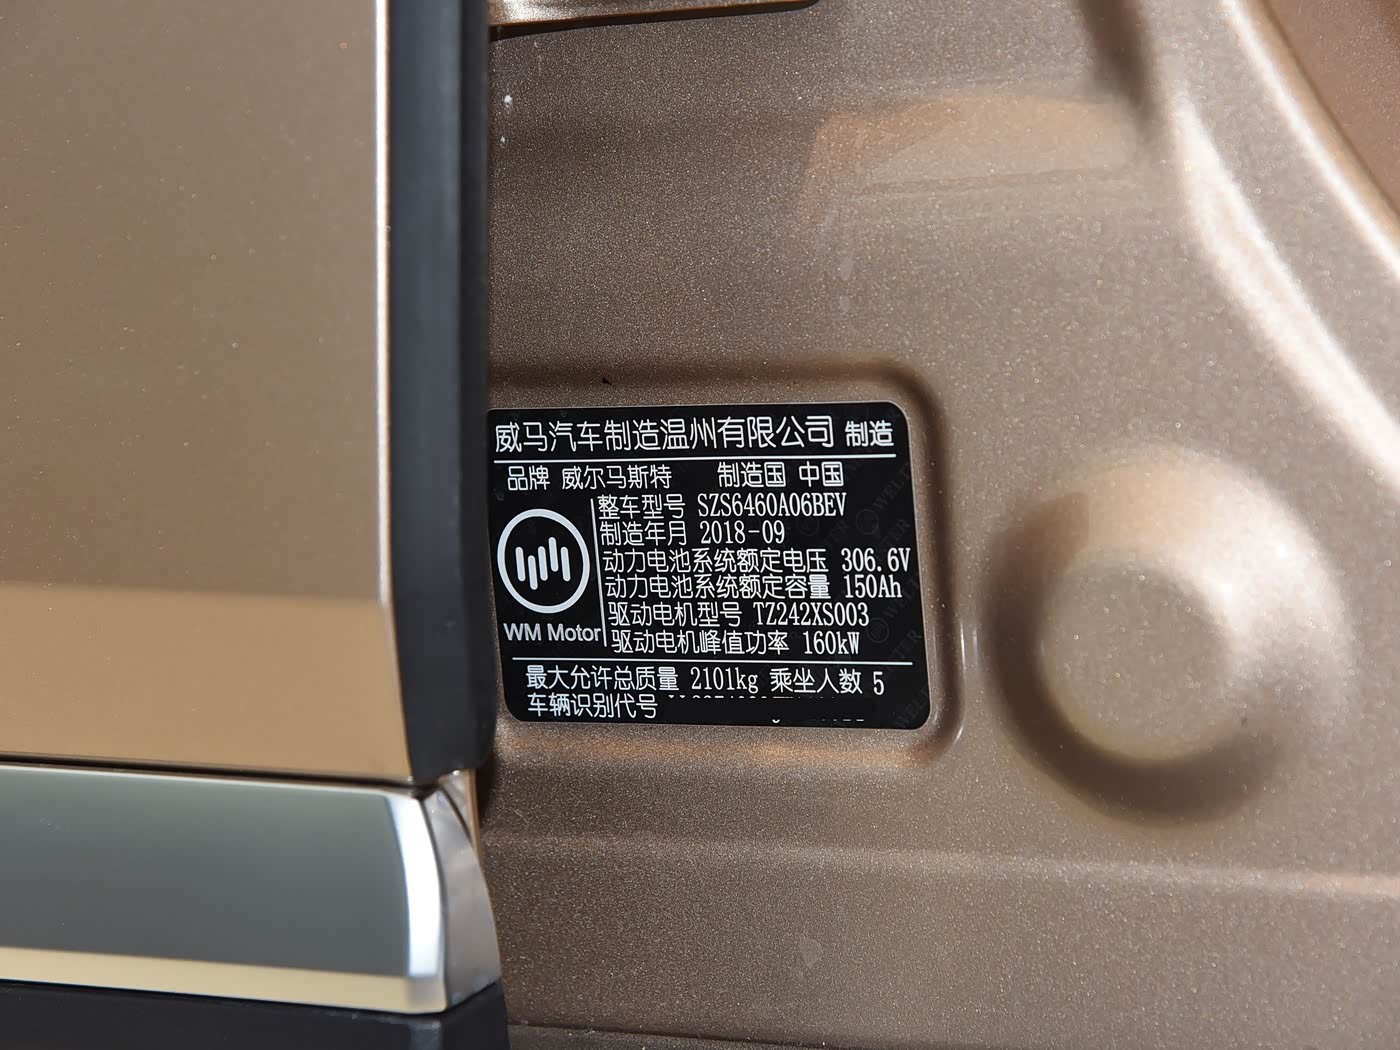 威马汽车制造温州有限公司 制造
品牌 威尔马斯特 制造国 中国
整车型号 SZS6460A06BEV
制造年月 2018-09
动力电池系统额定电压 306.6V
动力电池系统额定容量 150Ah
驱动电机型号 TZ242XS003
驱动电机峰值功率 160kW
WM Motor
最大允许总质量 2101kg 乘坐人数 5
车辆识别代号